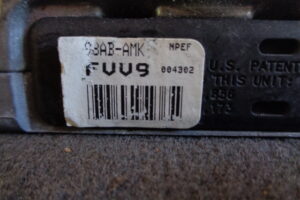 98AB-AMK
MPEF
FVV9
004302
U.S. PATENT
THIS UNIT: